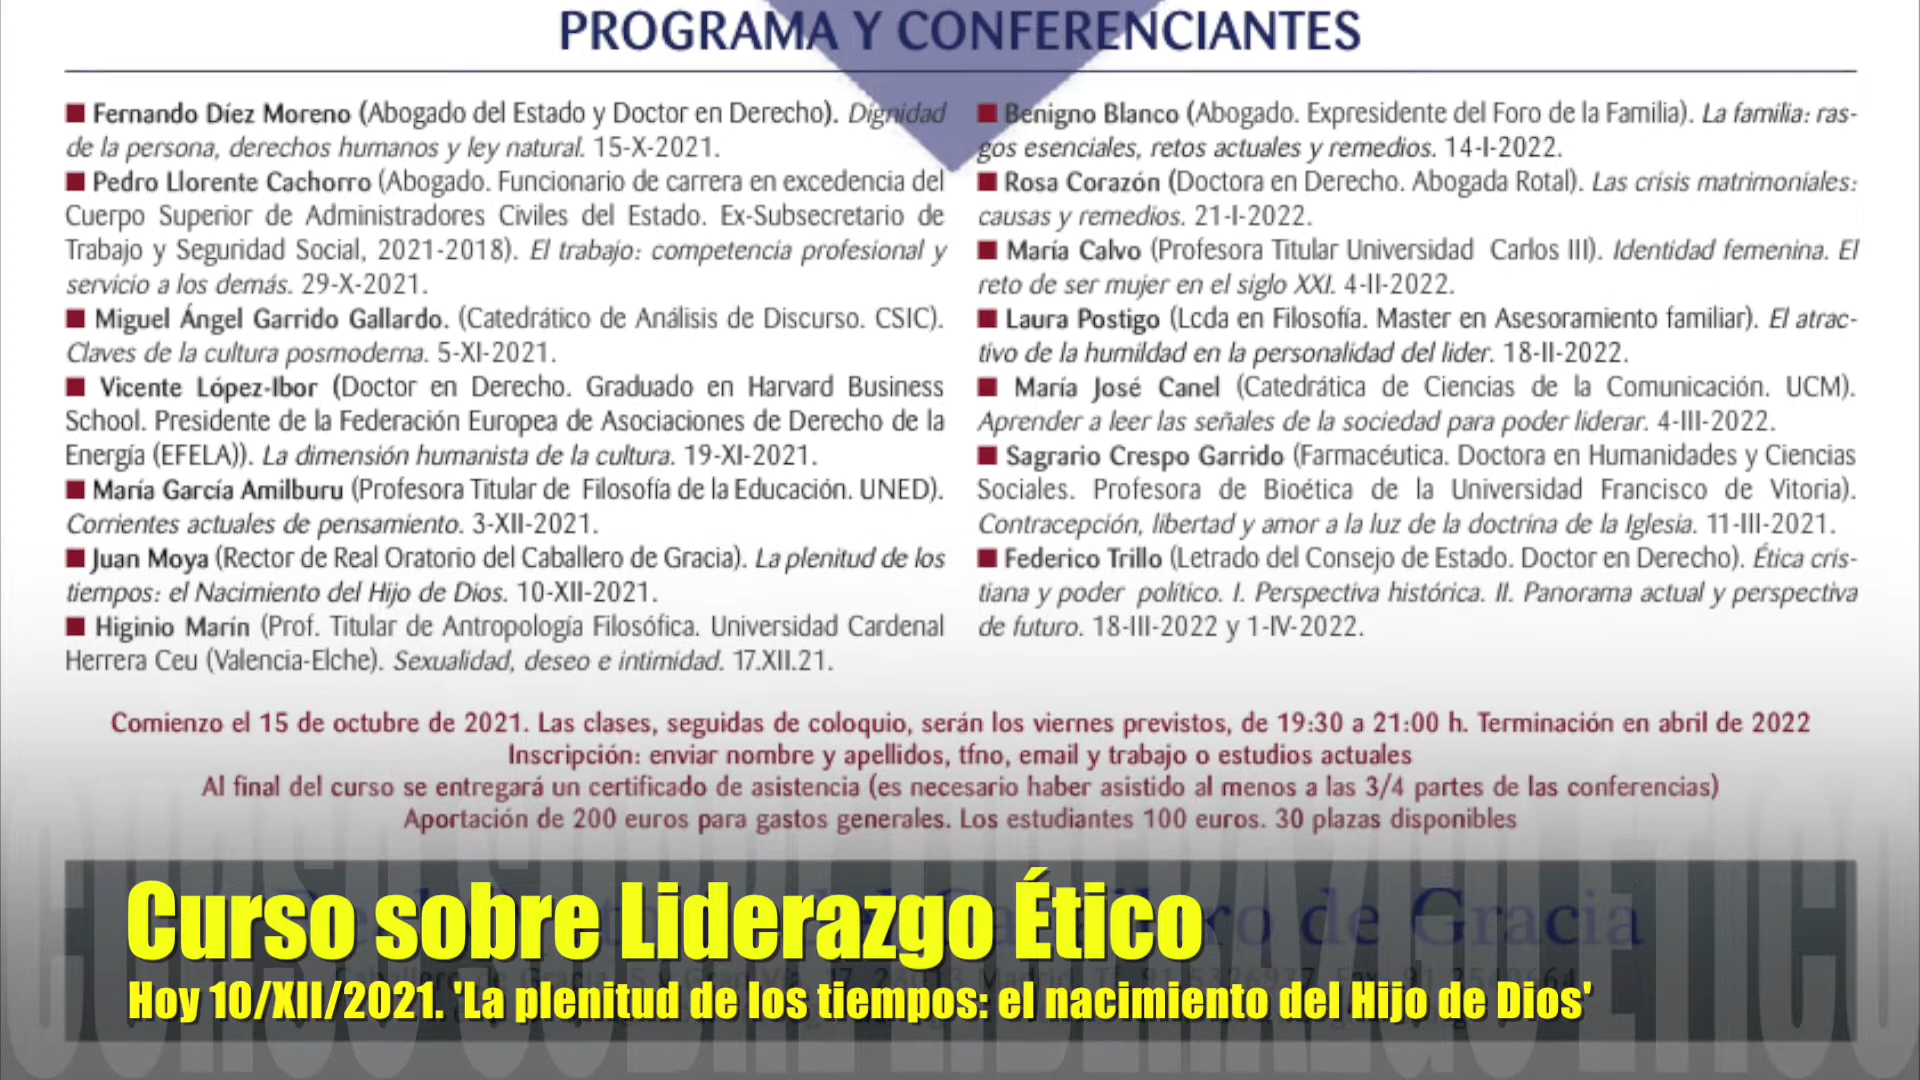 PROGRAMA Y CONFERENCIANTES
■ Fernando Díez Moreno (Abogado del Estado y Doctor en Derecho). Dignidad
de la persona, derechos humanos y ley natural. 15-X-2021.
■ Pedro Llorente Cachorro (Abogado. Funcionario de carrera en excedencia del
Cuerpo Superior de Administradores Civiles del Estado. Ex-Subsecretario de
Trabajo y Seguridad Social, 2021-2018). El trabajo: competencia profesional y
servicio a los demás. 29-X-2021.
■ Miguel Ángel Garrido Gallardo. (Catedrático de Análisis de Discurso. CSIC).
Claves de la cultura posmoderna. 5-XI-2021.
■ Vicente López-Ibor (Doctor en Derecho. Graduado en Harvard Business
School. Presidente de la Federación Europea de Asociaciones de Derecho de la
Energía (EFELA)). La dimensión humanista de la cultura. 19-XI-2021.
■ María García Amilburu (Profesora Titular de Filosofía de la Educación. UNED).
Corrientes actuales de pensamiento. 3-XII-2021.
■ Juan Moya (Rector de Real Oratorio del Caballero de Gracia). La plenitud de los
tiempos: el Nacimiento del Hijo de Dios. 10-XII-2021.
■ Higinio Marín (Prof. Titular de Antropología Filosófica. Universidad Cardenal
Herrera Ceu (Valencia-Elche). Sexualidad, deseo e intimidad. 17.XII.21.
■ Benigno Blanco (Abogado. Expresidente del Foro de la Familia). La familia: ras-
gos esenciales, retos actuales y remedios. 14-I-2022.
■ Rosa Corazón (Doctora en Derecho. Abogada Rotal). Las crisis matrimoniales:
causas y remedios. 21-I-2022.
■ María Calvo (Profesora Titular Universidad Carlos III). Identidad femenina. El
reto de ser mujer en el siglo XXI. 4-II-2022.
■ Laura Postigo (Lcda en Filosofía. Master en Asesoramiento familiar). El atrac-
tivo de la humildad en la personalidad del lider. 18-II-2022.
■ María José Canel (Catedrática de Ciencias de la Comunicación. UCM).
Aprender a leer las señales de la sociedad para poder liderar. 4-III-2022.
■ Sagrario Crespo Garrido (Farmacéutica. Doctora en Humanidades y Ciencias
Sociales. Profesora de Bioética de la Universidad Francisco de Vitoria).
Contracepción, libertad y amor a la luz de la doctrina de la Iglesia. 11-III-2021.
■ Federico Trillo (Letrado del Consejo de Estado. Doctor en Derecho). Ética cris-
tiana y poder político. I. Perspectiva histórica. II. Panorama actual y perspectiva
de futuro. 18-III-2022 y 1-IV-2022.
Comienzo el 15 de octubre de 2021. Las clases, seguidas de coloquio, serán los viernes previstos, de 19:30 a 21:00 h. Terminación en abril de 2022
Inscripción: enviar nombre y apellidos, tfno, email y trabajo o estudios actuales
Al final del curso se entregará un certificado de asistencia (es necesario haber asistido al menos a las 3/4 partes de las conferencias)
Aportación de 200 euros para gastos generales. Los estudiantes 100 euros. 30 plazas disponibles
de Gracia
Curso sobre Liderazgo Ético
Hoy 10/XII/2021. 'La plenitud de los tiempos: el nacimiento del Hijo de Dios'
CURSO SOBRE LIDERAZGO ETICO